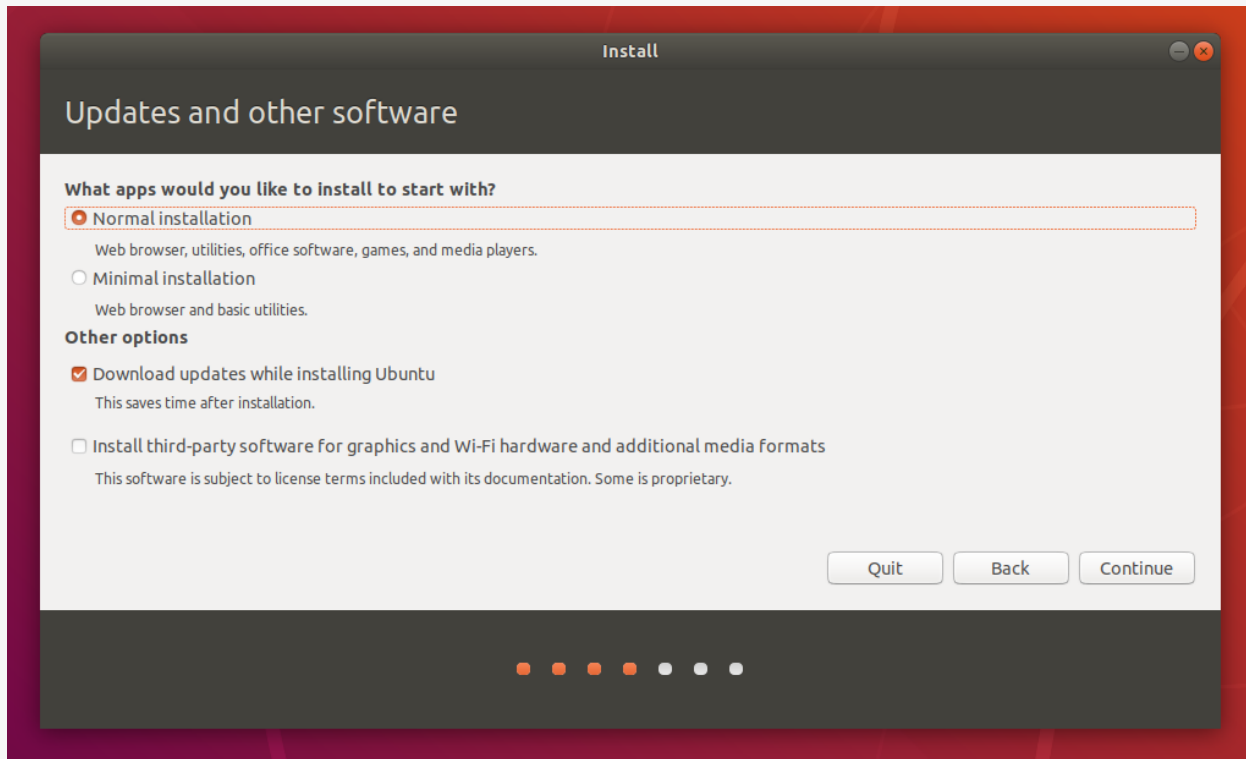 Install
Updates and other software
What apps would you like to install to start with?
Normal installation
Web browser, utilities, office software, games, and media players.
Minimal installation
Web browser and basic utilities.
Other options
Download updates while installing Ubuntu
This saves time after installation.
Install third-party software for graphics and Wi-Fi hardware and additional media formats
This software is subject to license terms included with its documentation. Some is proprietary.
Quit Back Continue